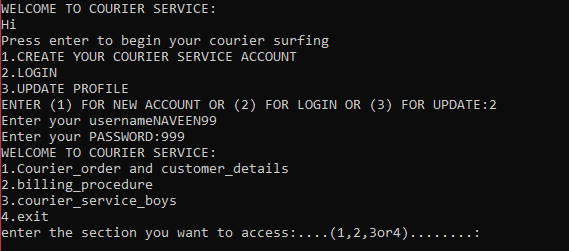 WELCOME TO COURIER SERVICE:
Hi
Press enter to begin your courier surfing
1.CREATE YOUR COURIER SERVICE ACCOUNT
2.LOGIN
3.UPDATE PROFILE
ENTER (1) FOR NEW ACCOUNT OR (2) FOR LOGIN OR (3) FOR UPDATE:2
Enter your usernameNAVEEN99
Enter your PASSWORD:999
WELCOME TO COURIER SERVICE:
1.Courier_order and customer_details
2.billing_procedure
3.courier_service_boys
4.exit
enter the section you want to access:....(1,2,3or4)........: